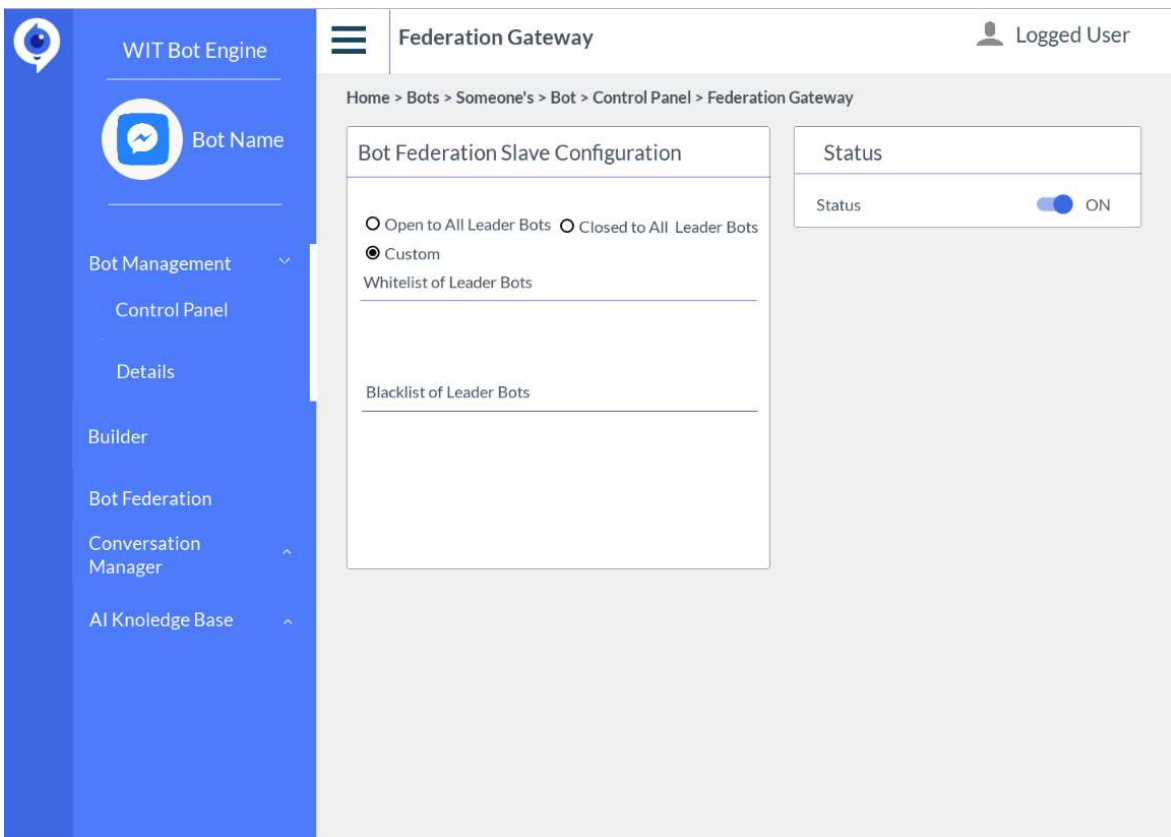 WIT Bot Engine
Bot Name
Bot Management
Control Panel
Details
Builder
Bot Federation
Conversation
Manager
AI Knoledge Base
Federation Gateway
Logged User
Home > Bots > Someone's > Bot > Control Panel > Federation Gateway
Bot Federation Slave Configuration
Open to All Leader Bots Closed to All Leader Bots
Custom
Whitelist of Leader Bots
Blacklist of Leader Bots
Status
Status ON